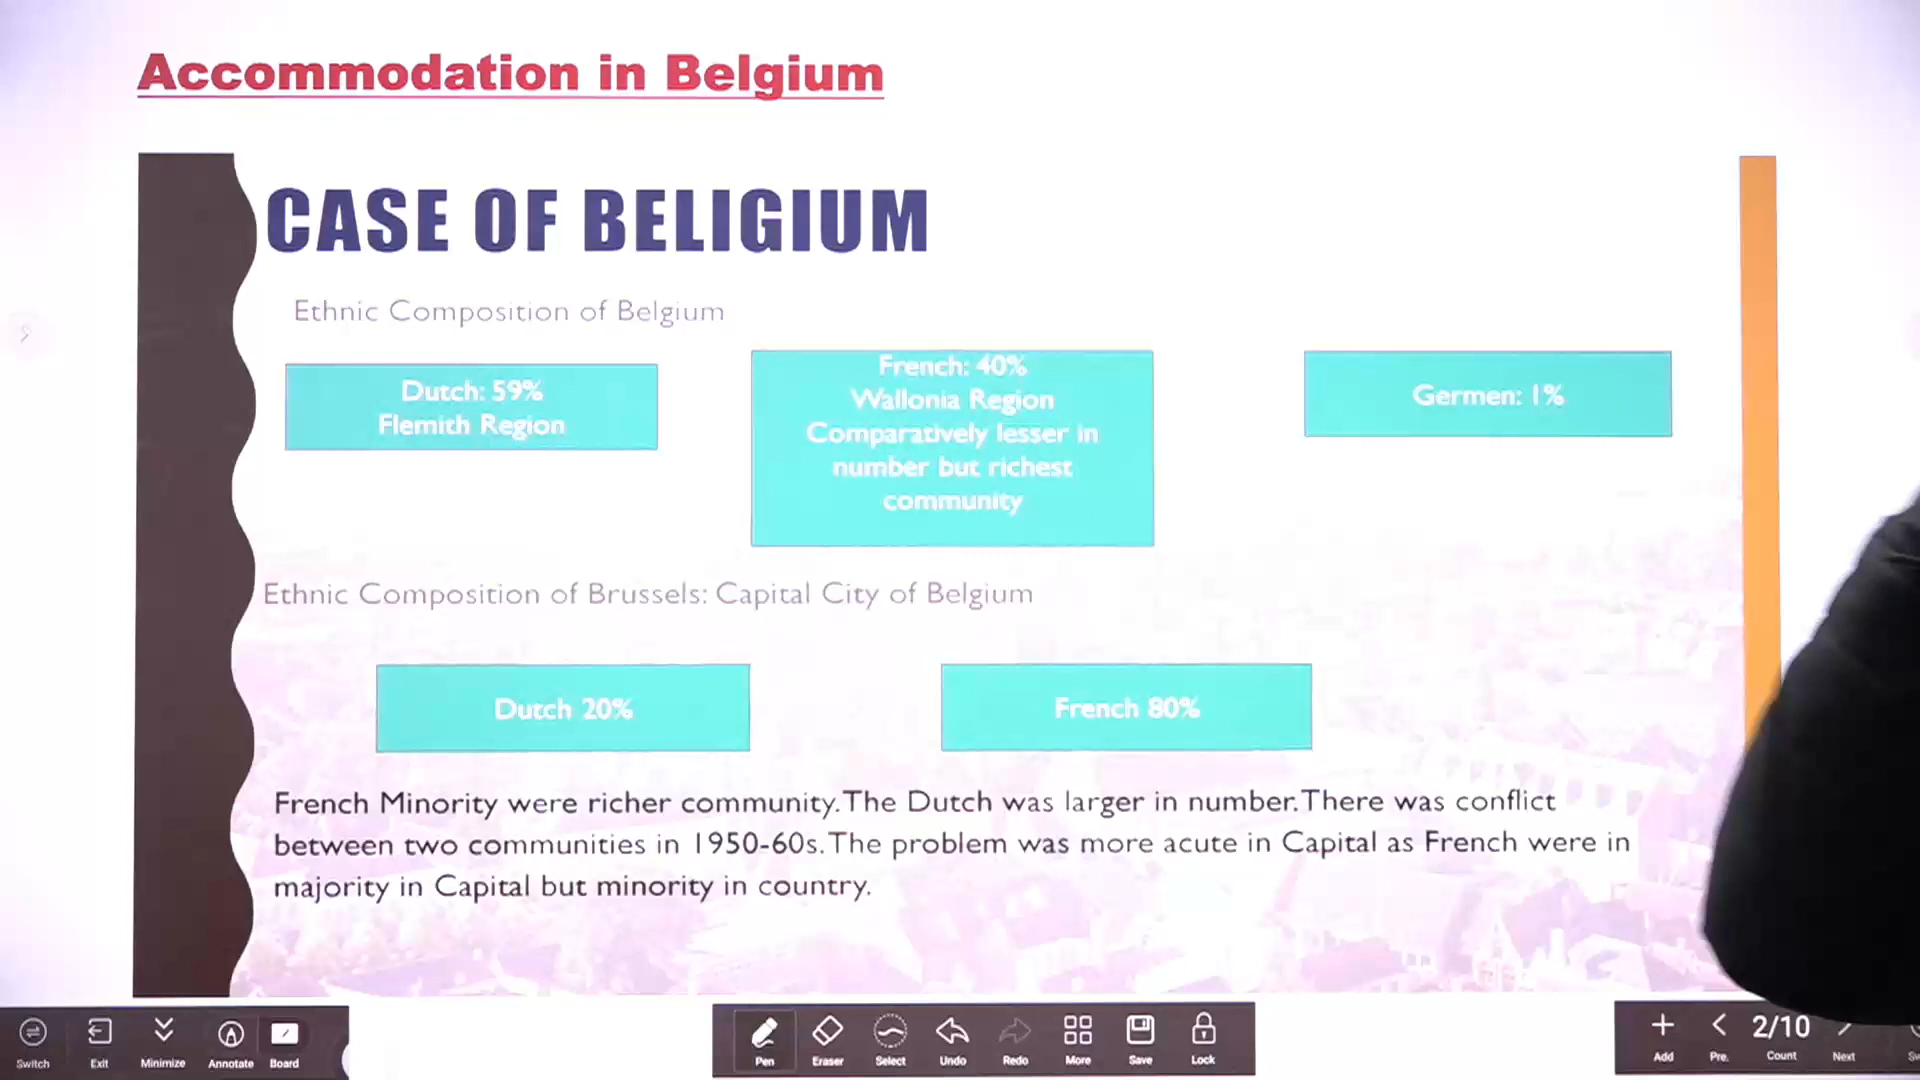 Accommodation in Belgium
CASE OF BELIGIUM
Ethnic Composition of Belgium
Dutch: 59%
Flemith Region
French: 40%
Wallonia Region
Comparatively lesser in
number but richest
community
Germen: 1%
Ethnic Composition of Brussels: Capital City of Belgium
Dutch 20%
French 80%
French Minority were richer community. The Dutch was larger in number. There was conflict
between two communities in 1950-60s. The problem was more acute in Capital as French were in
majority in Capital but minority in country.
Switch
Exit
Minimize
Annotate
Board
Pen
Eraser
Select
Undo
Redo
More
Save
Lock
Add
Pre.
2/10
Count
Next